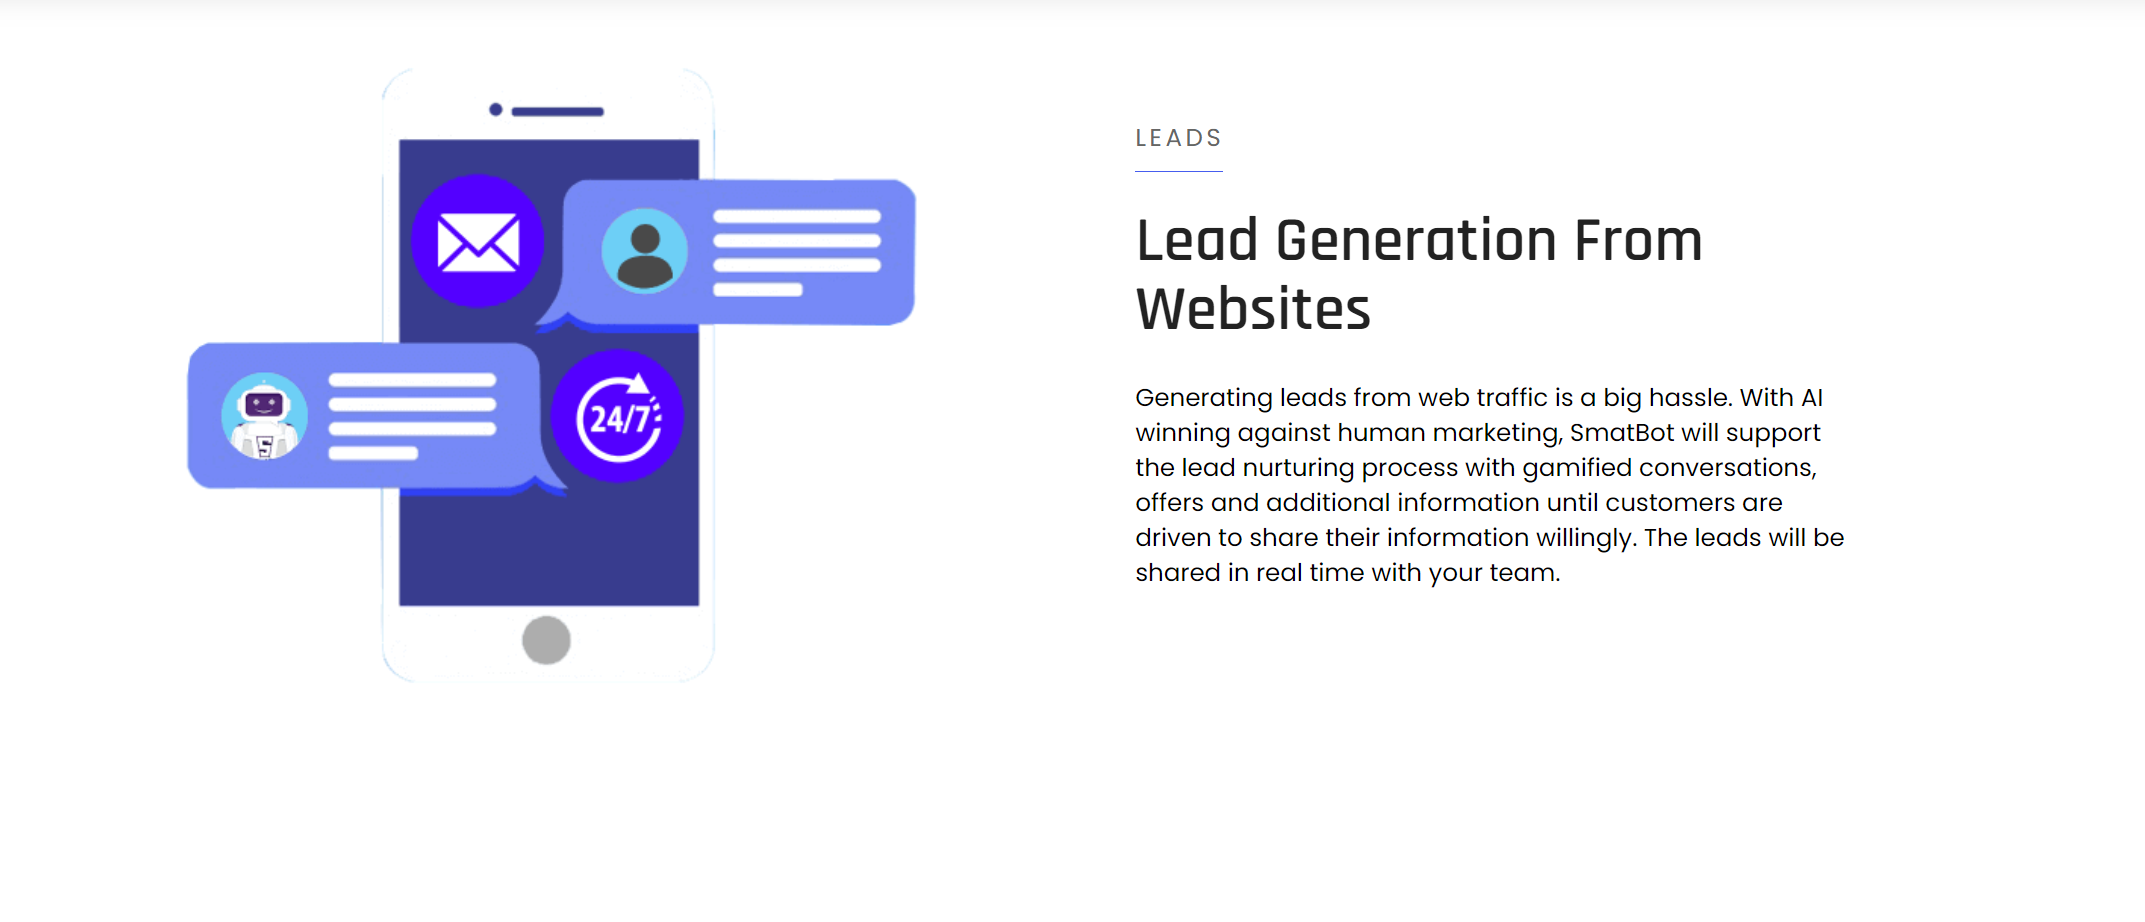 24/7
LEADS
Lead Generation From
Websites
Generating leads from web traffic is a big hassle. With AI
winning against human marketing, SmatBot will support
the lead nurturing process with gamified conversations,
offers and additional information until customers are
driven to share their information willingly. The leads will be
shared in real time with your team.